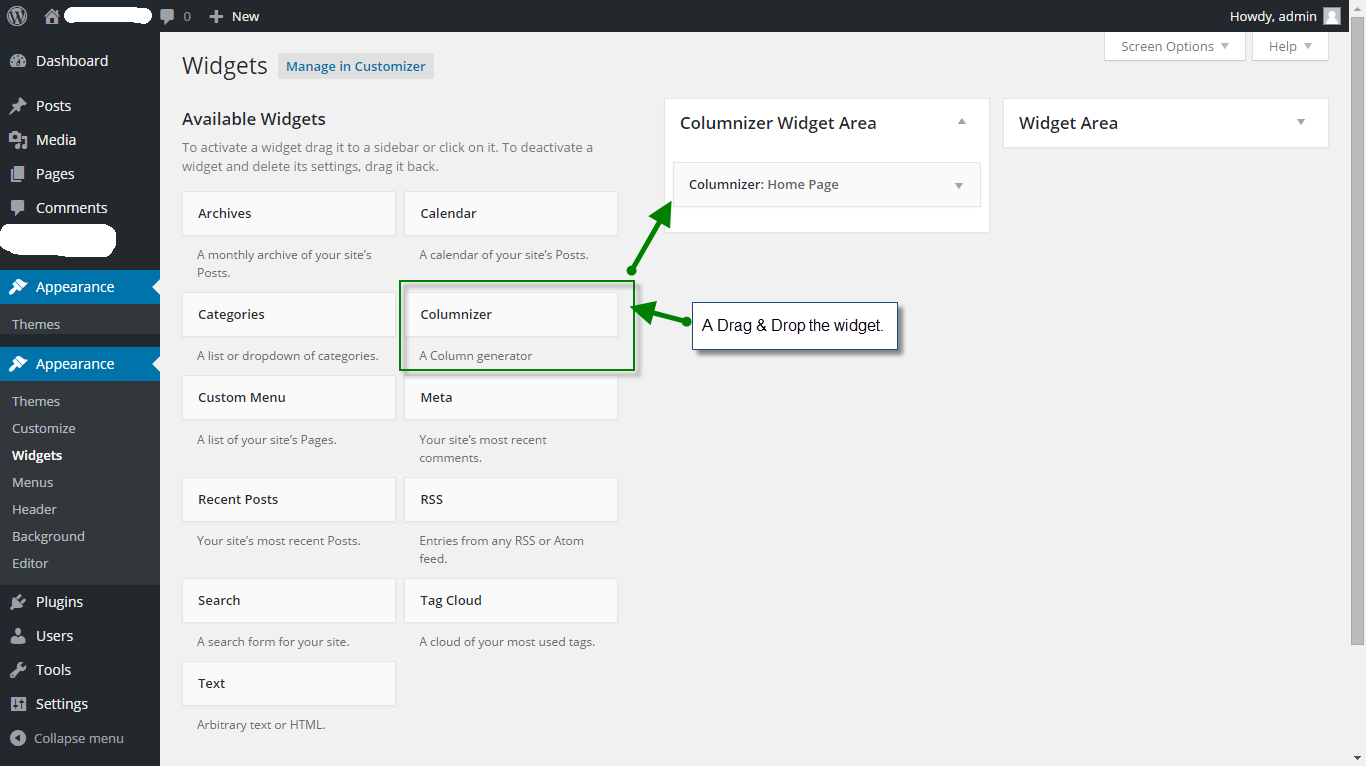 0
New
Howdy, admin
Dashboard
Posts
Media
Pages
Comments
Appearance
Themes
Appearance
Themes
Customize
Widgets
Menus
Header
Background
Editor
Plugins
Users
Tools
Settings
Collapse menu
Screen Options
Help
Widgets
Manage in Customizer
Available Widgets
To activate a widget drag it to a sidebar or click on it. To deactivate a
widget and delete its settings, drag it back.
Archives
A monthly archive of your site’s
Posts.
Calendar
A calendar of your site’s Posts.
Categories
A list or dropdown of categories.
Columnizer
A Column generator
Custom Menu
A list of your site’s Pages.
Meta
Your site’s most recent
comments.
Recent Posts
Your site’s most recent Posts.
RSS
Entries from any RSS or Atom
feed.
Search
A search form for your site.
Tag Cloud
A cloud of your most used tags.
Text
Arbitrary text or HTML.
Columnizer Widget Area
Columnizer: Home Page
Widget Area
A Drag & Drop the widget.